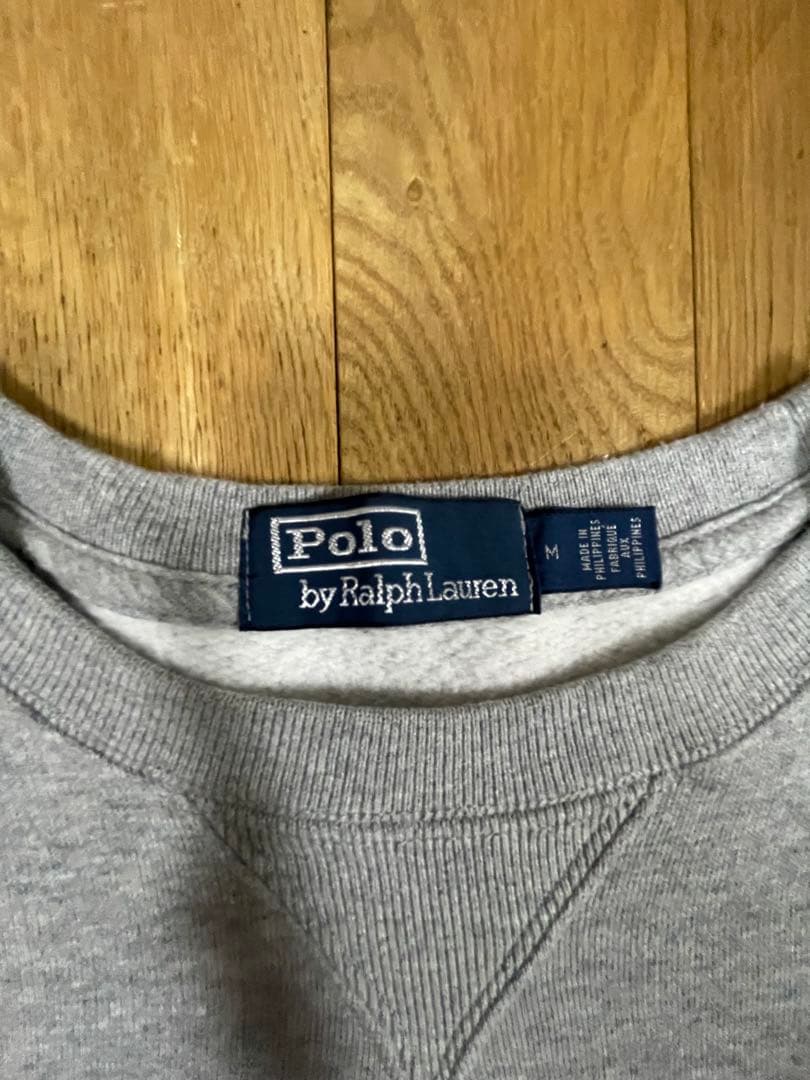 Polo
by Ralph Lauren
M
MADE IN
PHILIPPINES
FABRIQUE
AUX
PHILIPPINES